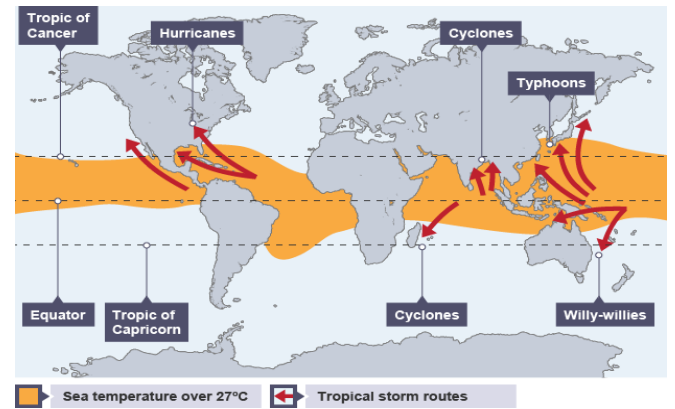 Tropic of
Cancer
Hurricanes
Cyclones
Typhoons
Equator
Tropic of
Capricorn
Cyclones
Willy-willies
Sea temperature over 27ºC
Tropical storm routes